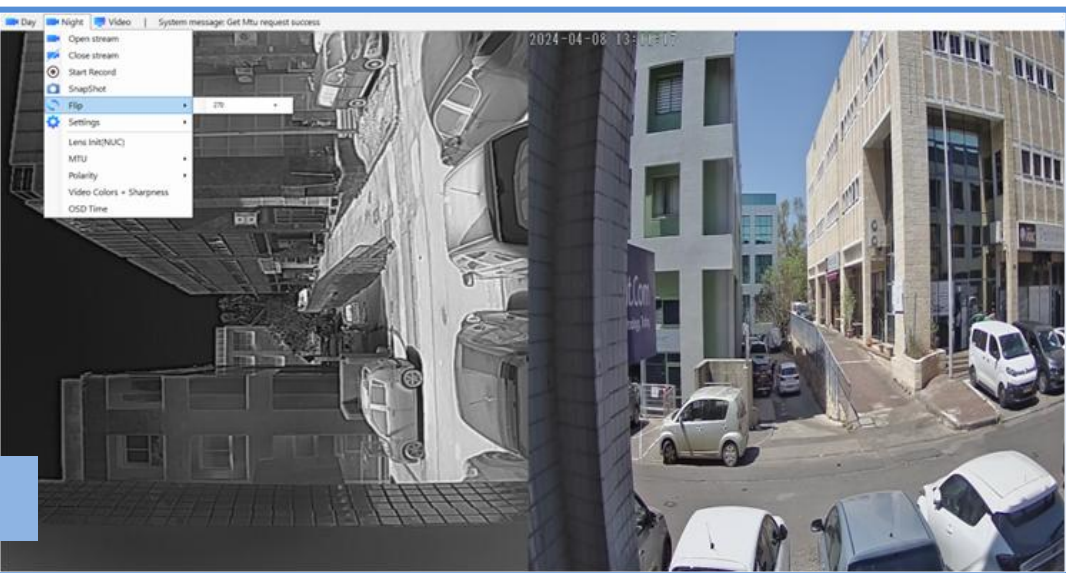 Day Night Video | System message: Get Mtu request success
Open stream
Close stream
Start Record
SnapShot
Flip
270
Settings
Lens Init(NUC)
MTU
Polarity
Video Colors + Sharpness
OSD Time
2024-04-08
t.Com